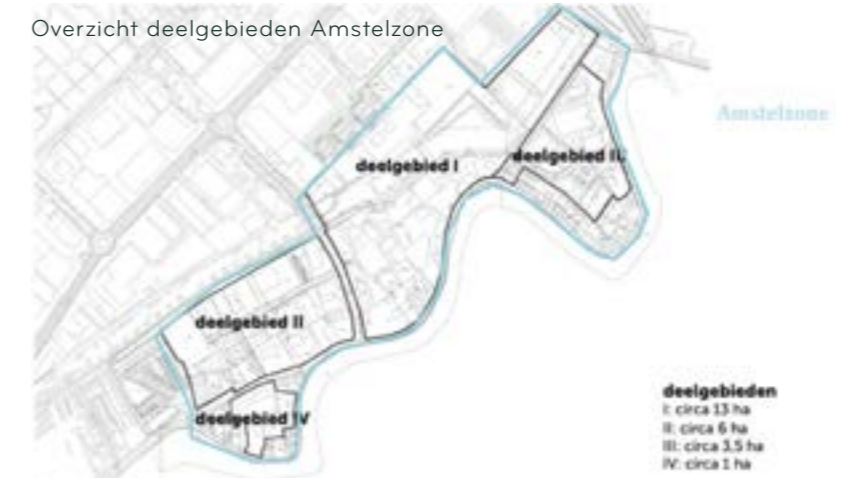 Overzicht deelgebieden Amstelzone
Amstelzone
deelgebied I
deelgebied III
deelgebied II
deelgebied IV
deelgebieden
I: circa 13 ha
II: circa 6 ha
III: circa 3,5 ha
IV: circa 1 ha